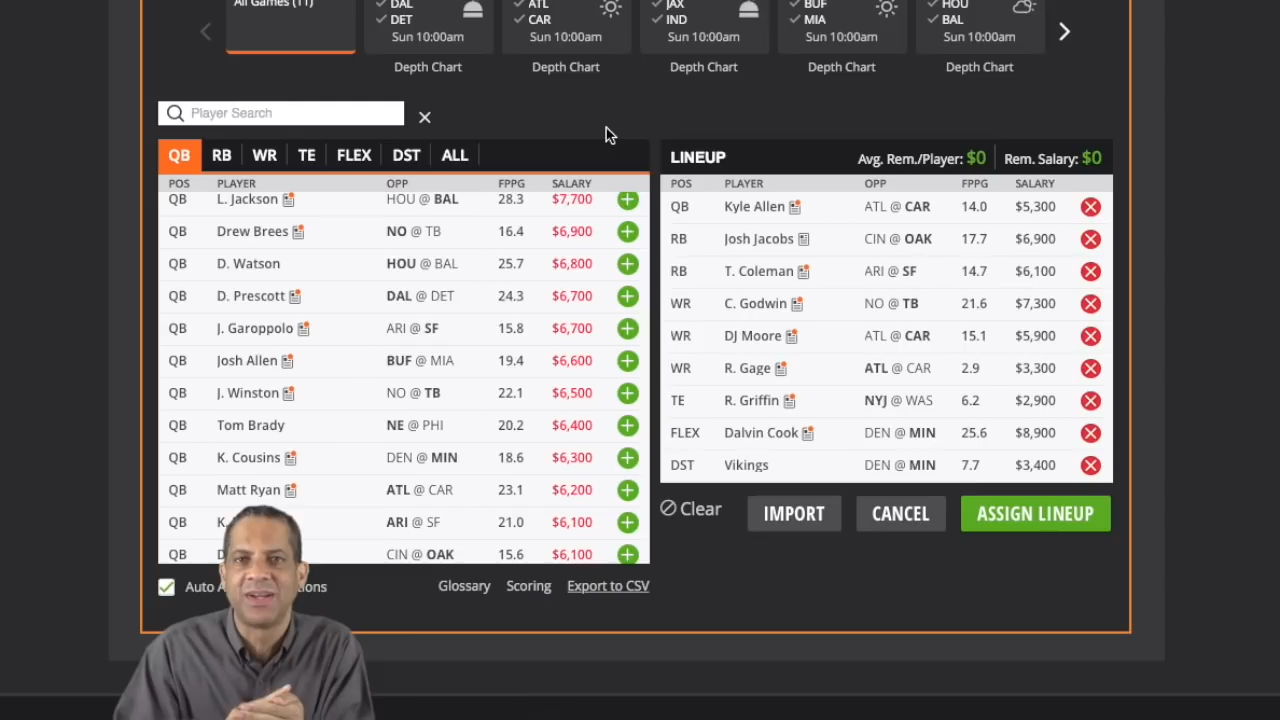 All Games (11)
DAL
DET
Sun 10:00am
Depth Chart
ATL
CAR
Sun 10:00am
Depth Chart
JAX
IND
Sun 10:00am
Depth Chart
BUF
MIA
Sun 10:00am
Depth Chart
HOU
BAL
Sun 10:00am
Depth Chart
Player Search
QB RB WR TE FLEX DST ALL
POS PLAYER OPP FPPG SALARY
QB L. Jackson HOU @ BAL 28.3 $7,700
QB Drew Brees NO @ TB 16.4 $6,900
QB D. Watson HOU @ BAL 25.7 $6,800
QB D. Prescott DAL @ DET 24.3 $6,700
QB J. Garoppolo ARI @ SF 15.8 $6,700
QB Josh Allen BUF @ MIA 19.4 $6,600
QB J. Winston NO @ TB 22.1 $6,500
QB Tom Brady NE @ PHI 20.2 $6,400
QB K. Cousins DEN @ MIN 18.6 $6,300
QB Matt Ryan ATL @ CAR 23.1 $6,200
QB K. ARI @ SF 21.0 $6,100
QB CIN @ OAK 15.6 $6,100
Auto
Glossary Scoring Export to CSV
LINEUP Avg. Rem./Player: $0 Rem. Salary: $0
POS PLAYER OPP FPPG SALARY
QB Kyle Allen ATL @ CAR 14.0 $5,300
RB Josh Jacobs CIN @ OAK 17.7 $6,900
RB T. Coleman ARI @ SF 14.7 $6,100
WR C. Godwin NO @ TB 21.6 $7,300
WR DJ Moore ATL @ CAR 15.1 $5,900
WR R. Gage ATL @ CAR 2.9 $3,300
TE R. Griffin NYJ @ WAS 6.2 $2,900
FLEX Dalvin Cook DEN @ MIN 25.6 $8,900
DST Vikings DEN @ MIN 7.7 $3,400
Clear IMPORT CANCEL ASSIGN LINEUP